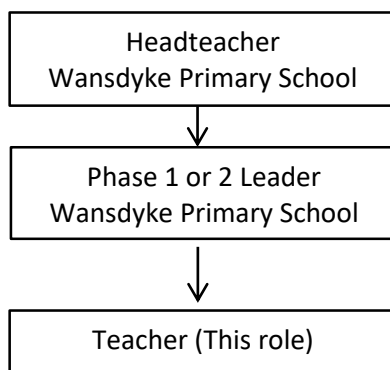 Headteacher
Wansdyke Primary School
Phase 1 or 2 Leader
Wansdyke Primary School
Teacher (This role)